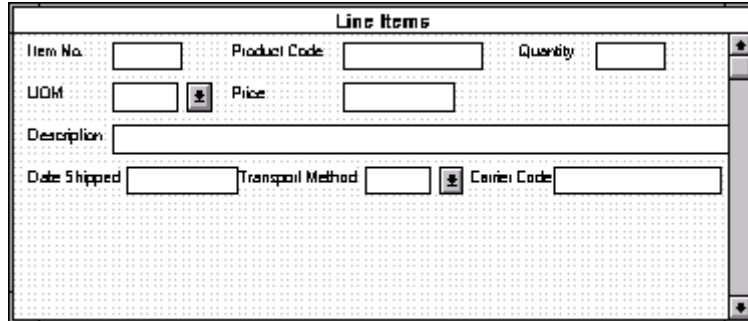 Line Items
Item No. Product Code Quantity
UOM Price
Description
Date Shipped Transport Method Carrier Code